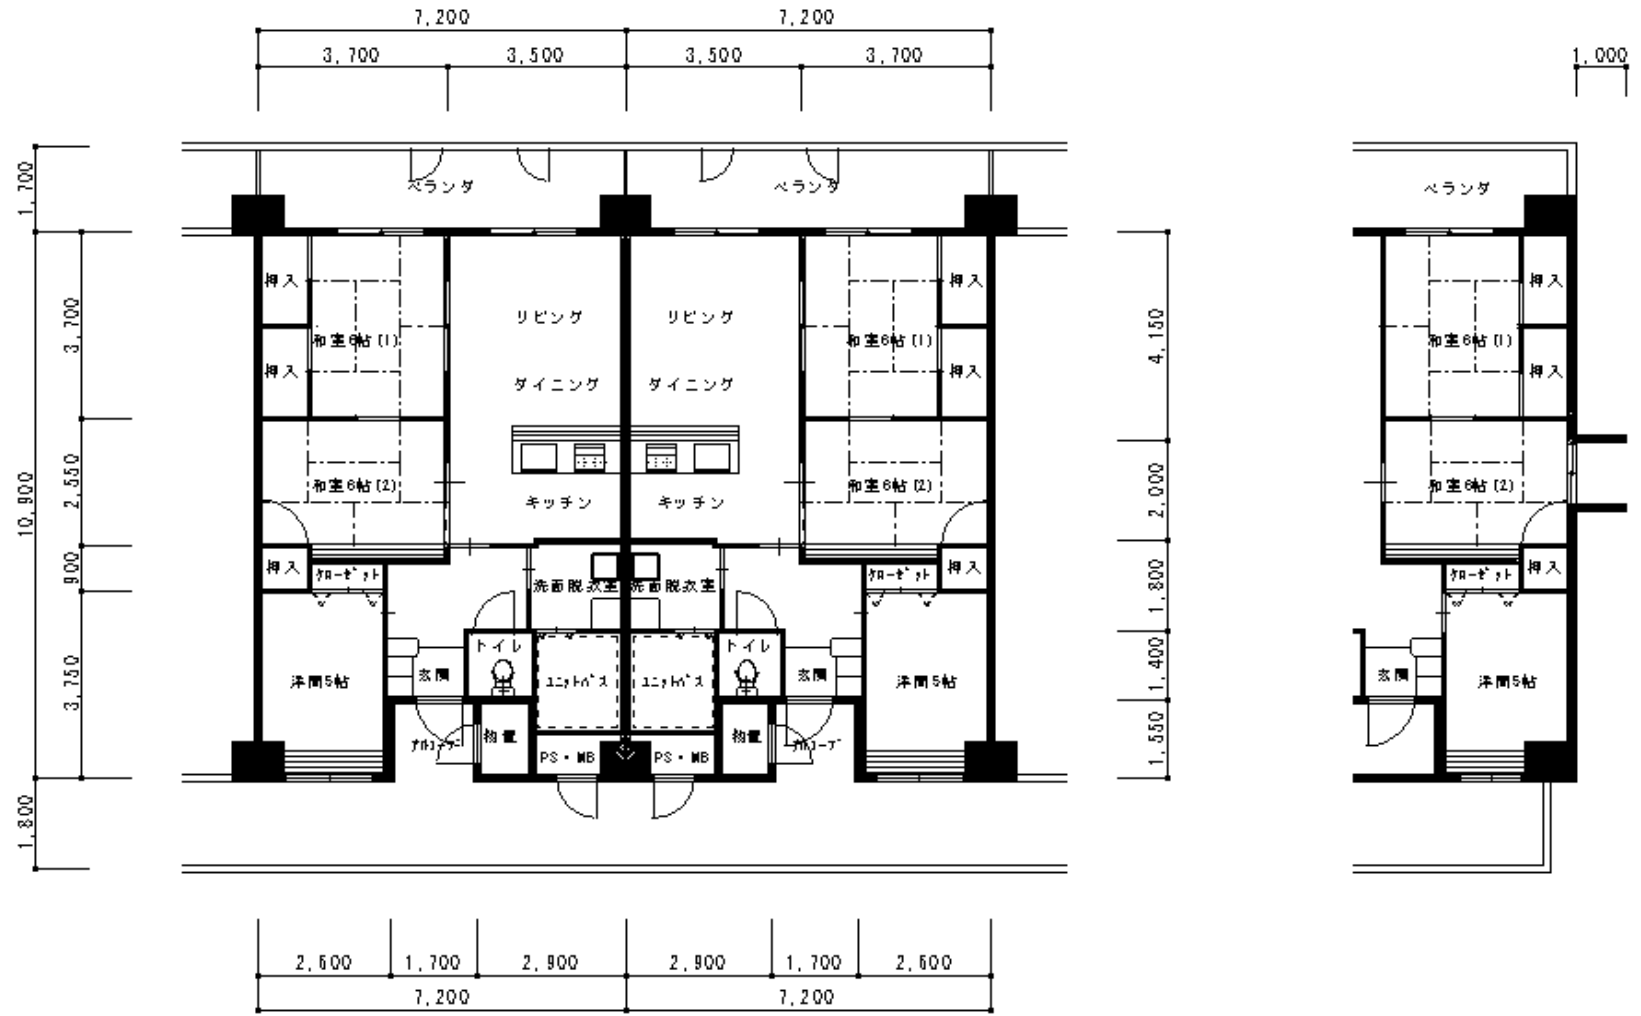 7,200 7,200
3,700 3,500 3,500 3,700
1,000
1,700
ベランダ ベランダ ベランダ
押入 押入 押入
3,700
リビング リビング
4,150
和室6帖(1) 和室6帖(1) 和室6帖(1)
押入 押入 押入
ダイニング ダイニング
10,900
2,550
和室6帖(2) 和室6帖(2) 和室6帖(2)
キッチン キッチン
2,000
900
押入 クローゼット 洗面脱衣室 洗面脱衣室 クローゼット 押入 クローゼット 押入
1,800
トイレ トイレ
1,400
3,750
洋間5帖 玄関 ユニットバス ユニットバス 玄関 洋間5帖 玄関 洋間5帖
アルコーブ 物置 物置 アルコーブ
1,550
PS・MB PS・MB
1,800
2,600 1,700 2,900 2,900 1,700 2,600
7,200 7,200